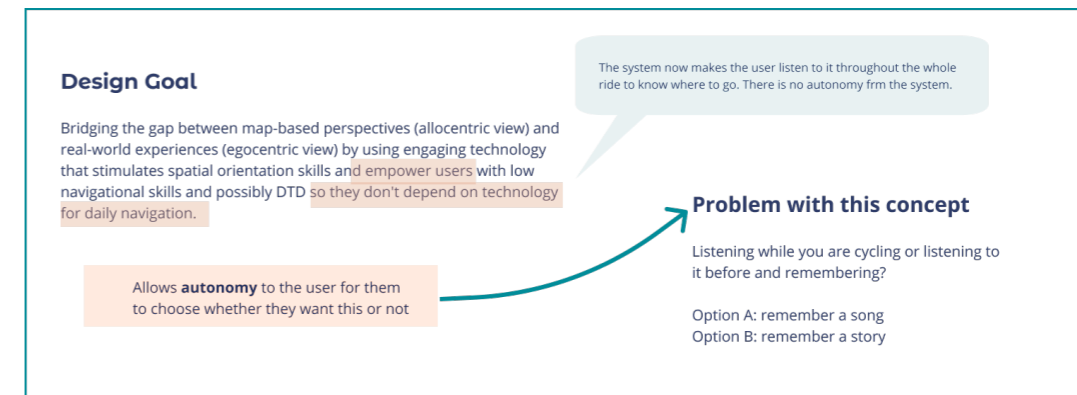 Design Goal
Bridging the gap between map-based perspectives (allocentric view) and
real-world experiences (egocentric view) by using engaging technology
that stimulates spatial orientation skills and empower users with low
navigational skills and possibly DTD so they don't depend on technology
for daily navigation.
Allows autonomy to the user for them
to choose whether they want this or not
The system now makes the user listen to it throughout the whole
ride to know where to go. There is no autonomy frm the system.
Problem with this concept
Listening while you are cycling or listening to
it before and remembering?
Option A: remember a song
Option B: remember a story